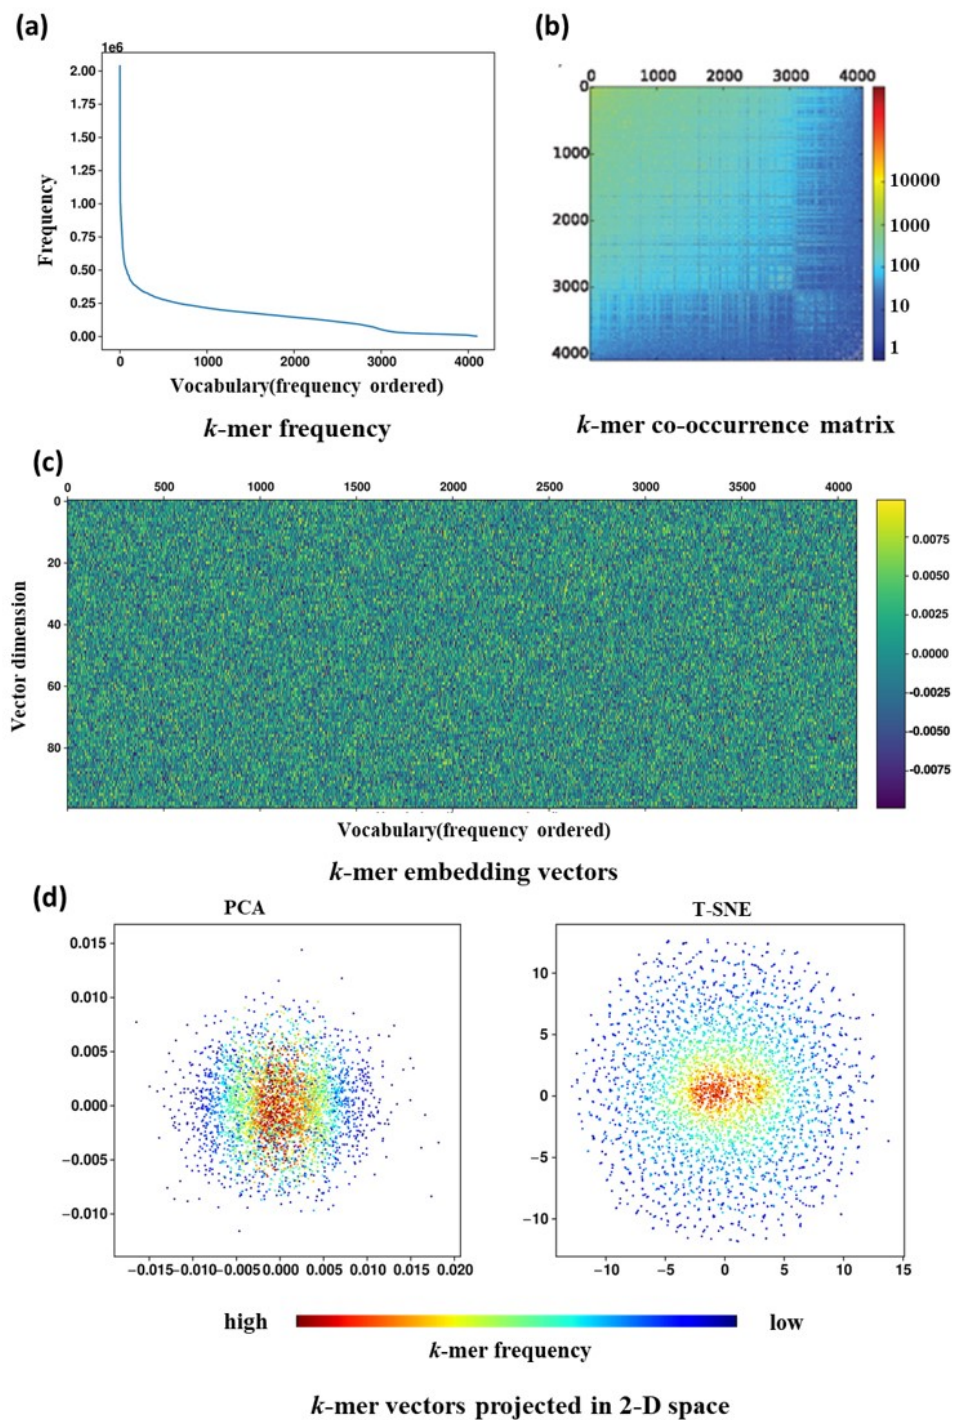 (a)
1e6
2.00
1.75
1.50
1.25
1.00
0.75
0.50
0.25
0.00
Frequency
0 1000 2000 3000 4000
Vocabulary(frequency ordered)
k-mer frequency
(b)
0 1000 2000 3000 4000
0
1000
2000
3000
4000
10000
1000
100
10
1
k-mer co-occurrence matrix
(c)
0 500 1000 1500 2000 2500 3000 3500 4000
0
20
40
60
80
Vector dimension
0.0075
0.0050
0.0025
0.0000
-0.0025
-0.0050
-0.0075
Vocabulary(frequency ordered)
k-mer embedding vectors
(d)
PCA
0.015
0.010
0.005
0.000
−0.005
−0.010
−0.015−0.010−0.005 0.000 0.005 0.010 0.015 0.020
T-SNE
10
5
0
−5
−10
−10 −5 0 5 10 15
high low
k-mer frequency
k-mer vectors projected in 2-D space